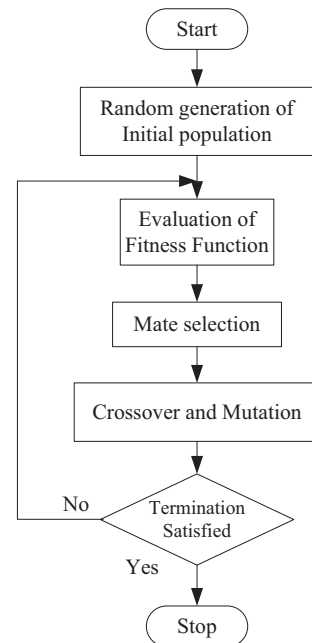 Start
Random generation of
Initial population
Evaluation of
Fitness Function
Mate selection
Crossover and Mutation
No
Termination
Satisfied
Yes
Stop